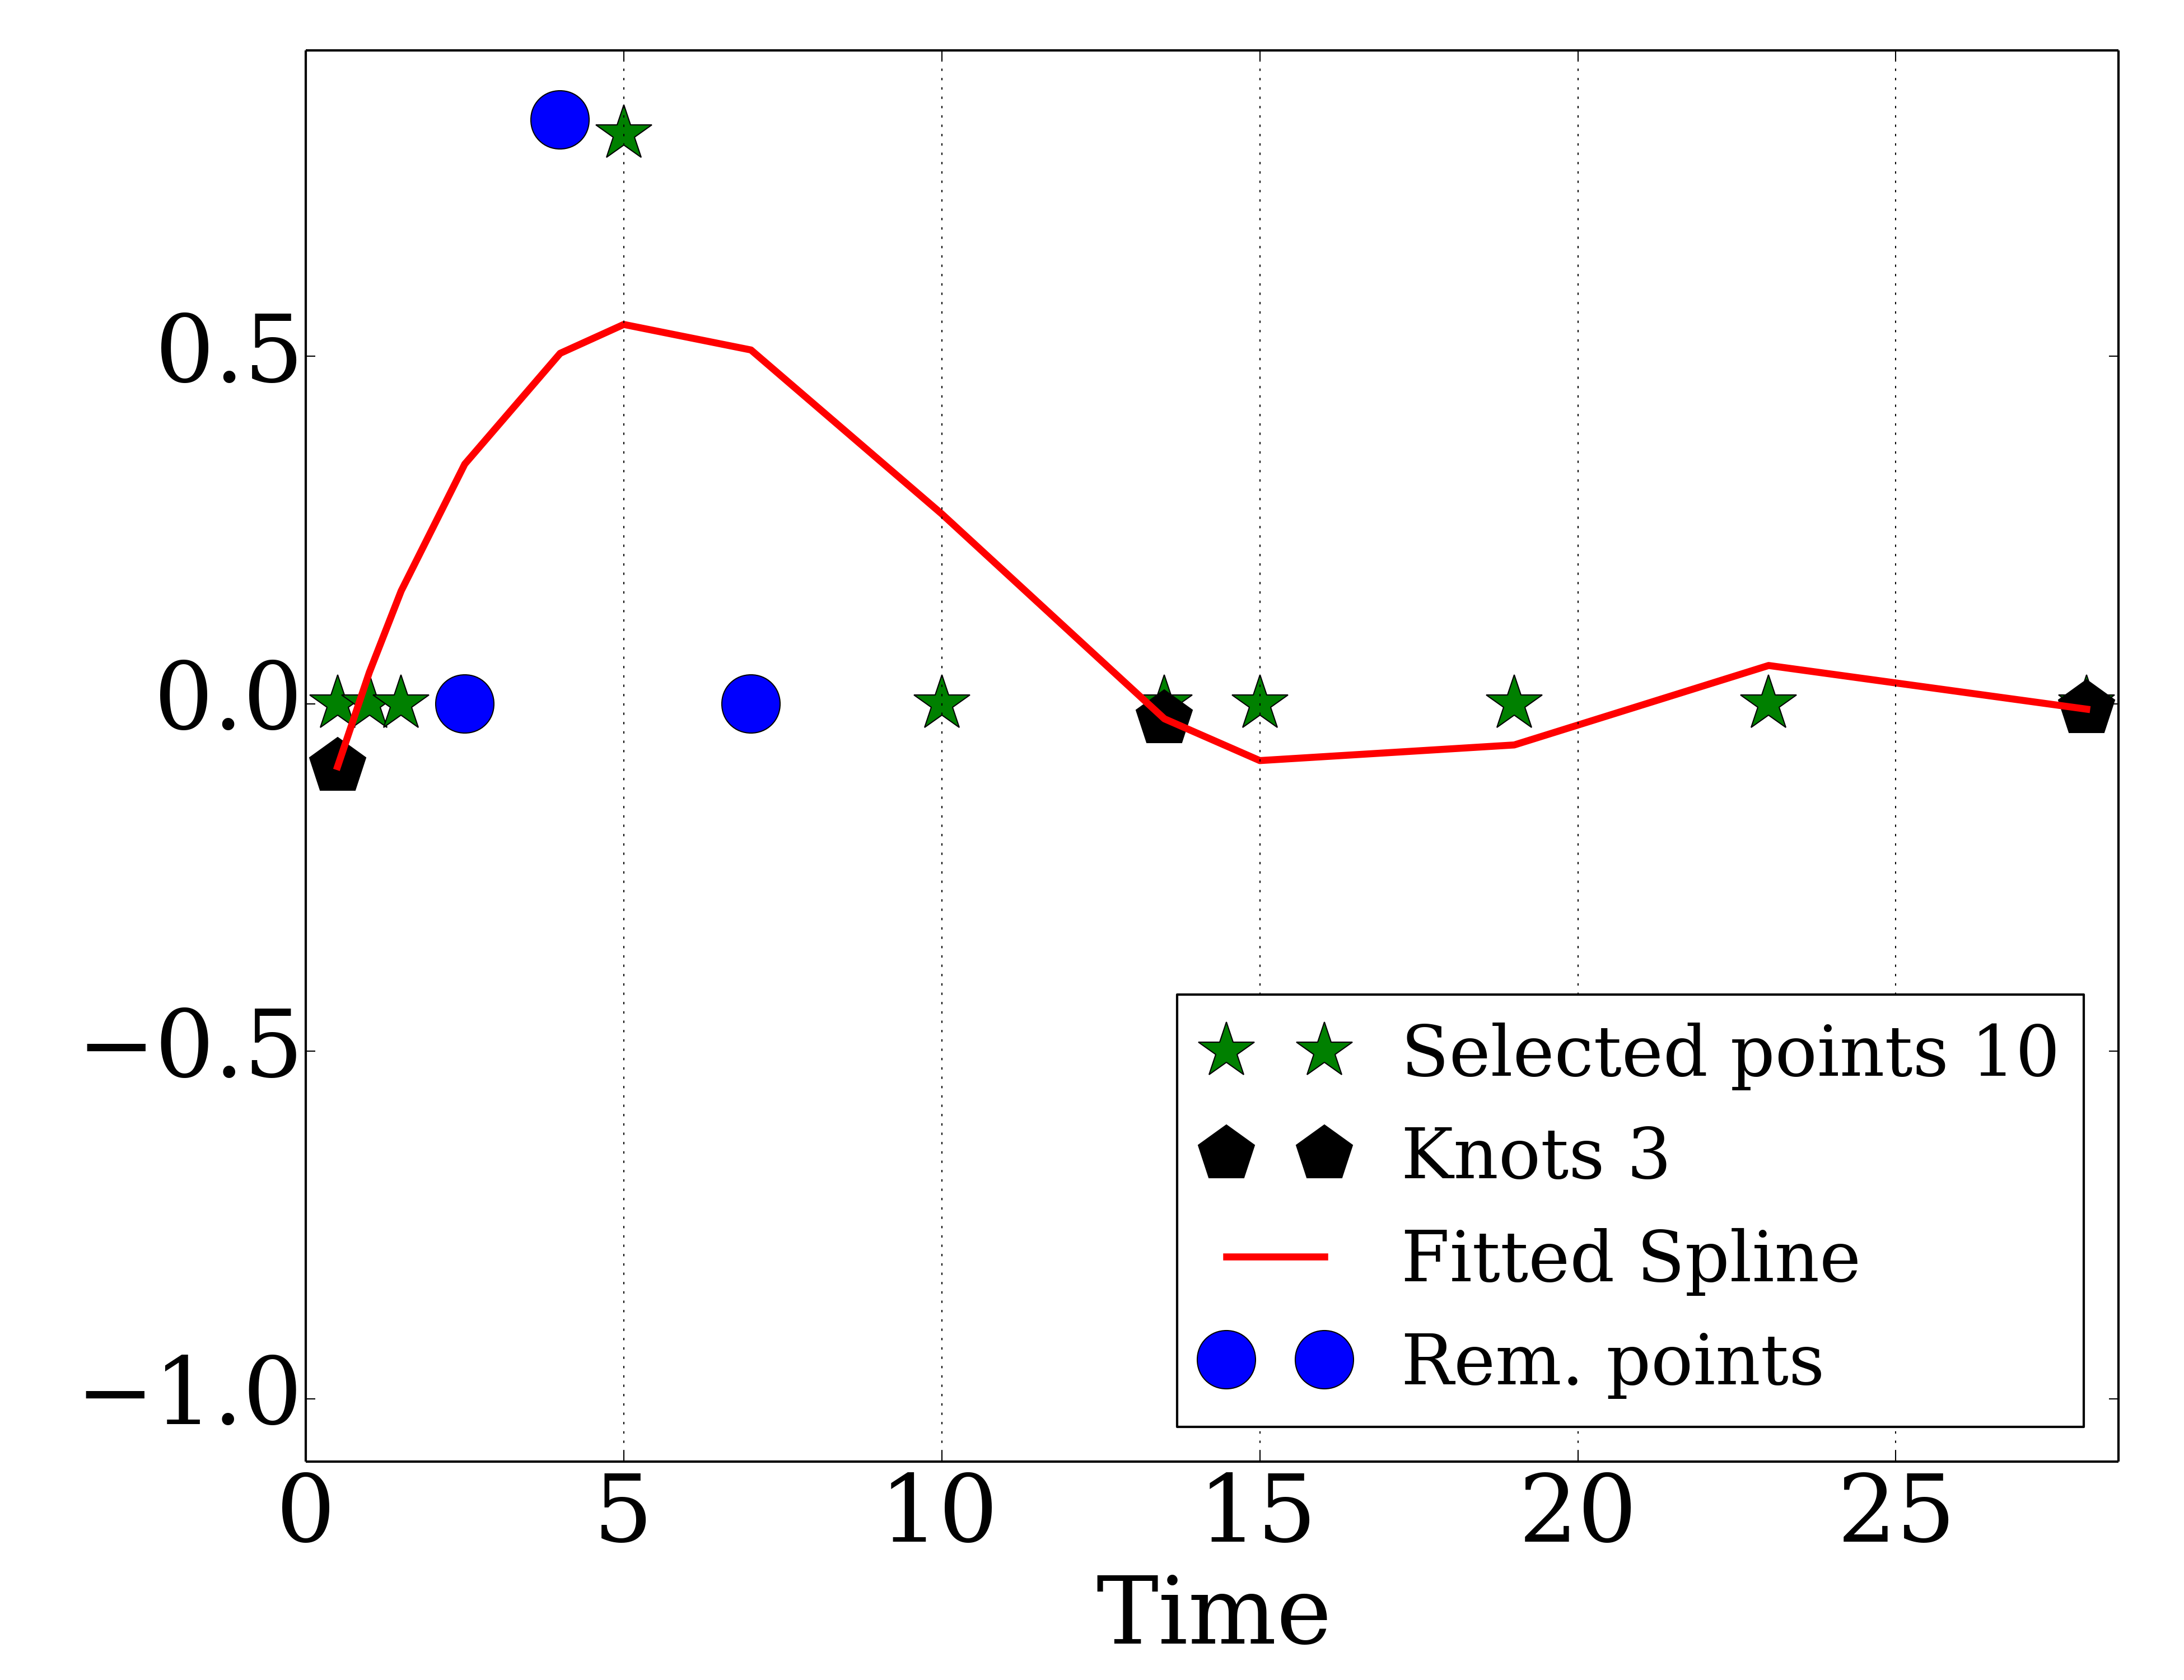 0.5
0.0
−0.5
−1.0
Selected points 10
Knots 3
Fitted Spline
Rem. points
0 5 10 15 20 25
Time